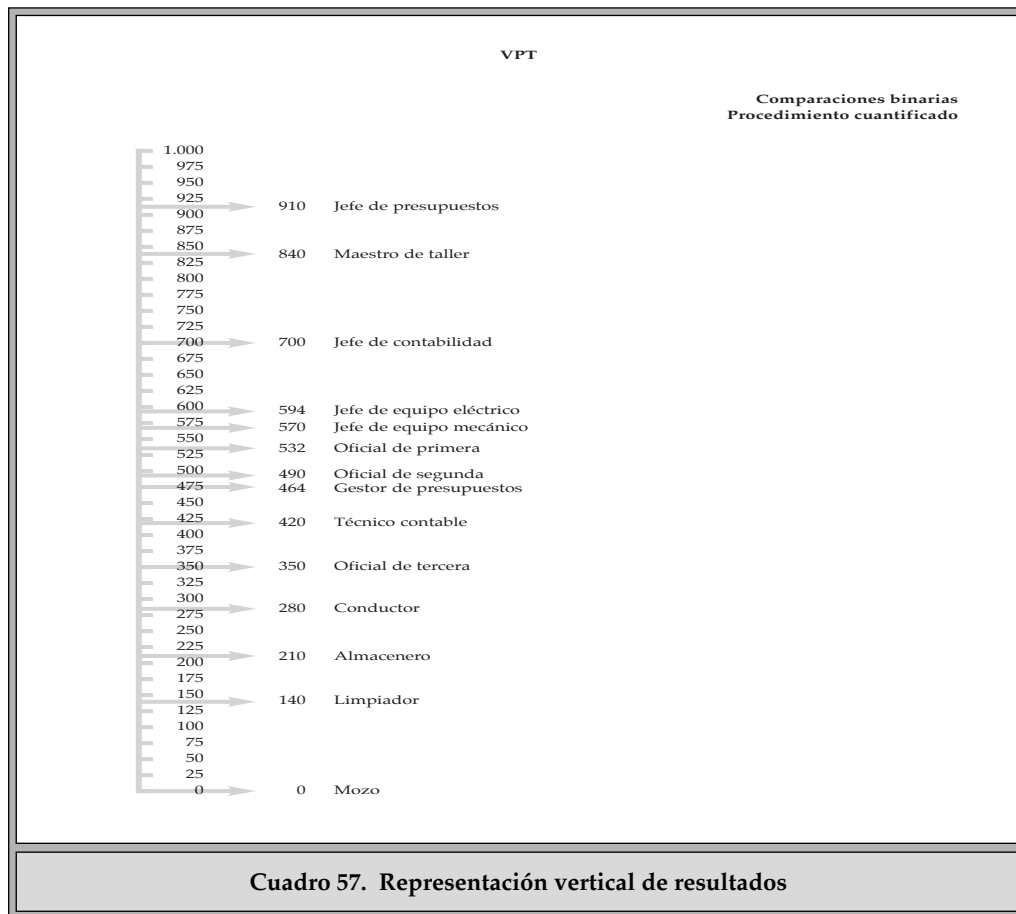 VPT
Comparaciones binarias
Procedimiento cuantificado
1.000
975
950
925
910 Jefe de presupuestos
900
875
850
840 Maestro de taller
825
800
775
750
725
700 700 Jefe de contabilidad
675
650
625
600
594 Jefe de equipo eléctrico
575
570 Jefe de equipo mecánico
550
532 Oficial de primera
525
500
490 Oficial de segunda
475
464 Gestor de presupuestos
450
425
420 Técnico contable
400
375
350 350 Oficial de tercera
325
300
280 Conductor
275
250
225
210 Almacenero
200
175
150
140 Limpiador
125
100
75
50
25
0 0 Mozo
Cuadro 57. Representación vertical de resultados